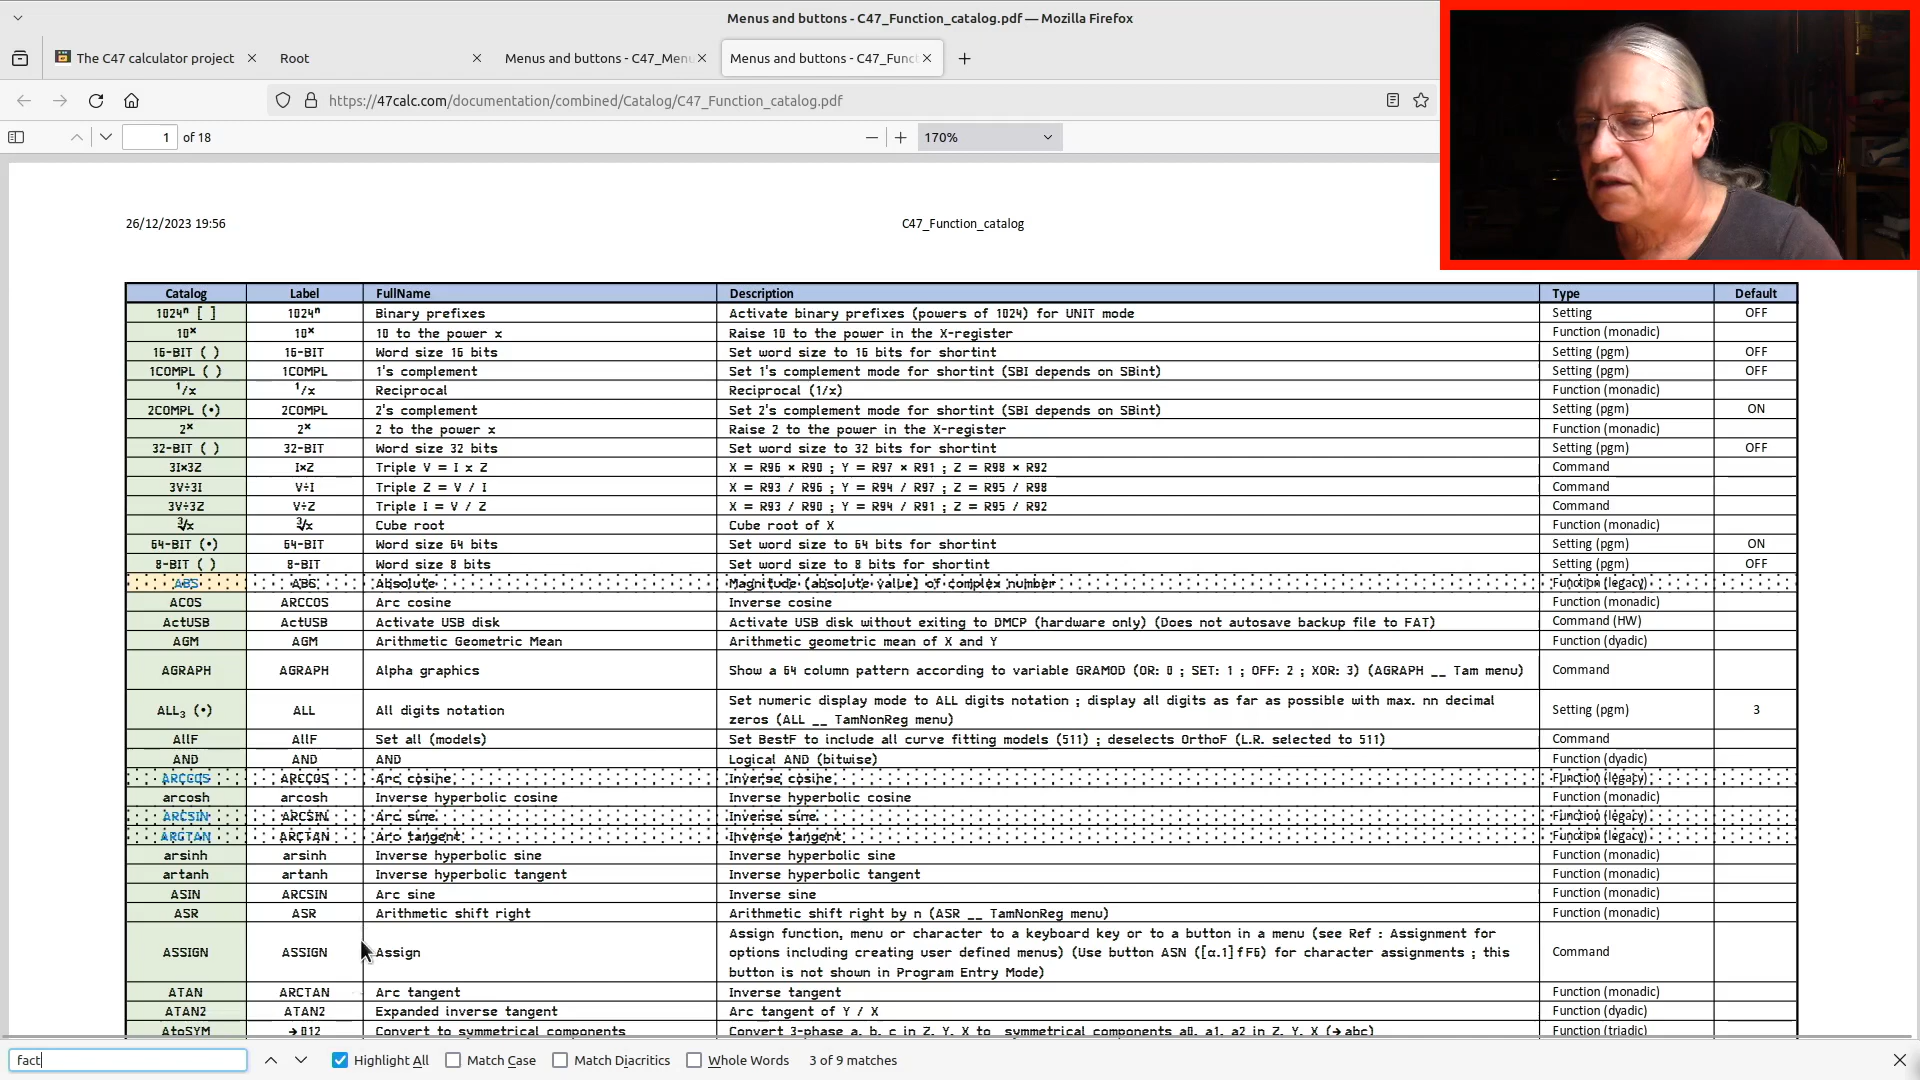 Menus and buttons - C47_Function_catalog.pdf — Mozilla Firefox
The C47 calculator project
Root
Menus and buttons - C47_Menu
Menus and buttons - C47_Funct
https://47calc.com/documentation/combined/Catalog/C47_Function_catalog.pdf
1 of 18
170%
26/12/2023 19:56 C47_Function_catalog
Catalog Label FullName Description Type Default
1024ⁿ [ ] 1024ⁿ Binary prefixes Activate binary prefixes (powers of 1024) for UNIT mode Setting OFF
10ˣ 10ˣ 10 to the power x Raise 10 to the power in the X-register Function (monadic)
16-BIT ( ) 16-BIT Word size 16 bits Set word size to 16 bits for shortint Setting (pgm) OFF
1COMPL ( ) 1COMPL 1's complement Set 1's complement mode for shortint (SBI depends on SBint) Setting (pgm) OFF
¹/x ¹/x Reciprocal Reciprocal (1/x) Function (monadic)
2COMPL (•) 2COMPL 2's complement Set 2's complement mode for shortint (SBI depends on SBint) Setting (pgm) ON
2ˣ 2ˣ 2 to the power x Raise 2 to the power in the X-register Function (monadic)
32-BIT ( ) 32-BIT Word size 32 bits Set word size to 32 bits for shortint Setting (pgm) OFF
3I×3Z I×Z Triple V = I x Z X = R96 × R90 ; Y = R97 × R91 ; Z = R98 × R92 Command
3V÷3I V÷I Triple Z = V / I X = R93 / R96 ; Y = R94 / R97 ; Z = R95 / R98 Command
3V÷3Z V÷Z Triple I = V / Z X = R93 / R90 ; Y = R94 / R91 ; Z = R95 / R92 Command
∛x ∛x Cube root Cube root of X Function (monadic)
64-BIT (•) 64-BIT Word size 64 bits Set word size to 64 bits for shortint Setting (pgm) ON
8-BIT ( ) 8-BIT Word size 8 bits Set word size to 8 bits for shortint Setting (pgm) OFF
ABS ABS Absolute Magnitude (absolute value) of complex number Function (legacy)
ACOS ARCCOS Arc cosine Inverse cosine Function (monadic)
ActUSB ActUSB Activate USB disk Activate USB disk without exiting to DMCP (hardware only) (Does not autosave backup file to FAT) Command (HW)
AGM AGM Arithmetic Geometric Mean Arithmetic geometric mean of X and Y Function (dyadic)
AGRAPH AGRAPH Alpha graphics Show a 64 column pattern according to variable GRAMOD (OR: 0 ; SET: 1 ; OFF: 2 ; XOR: 3) (AGRAPH __ Tam menu) Command
ALL₃ (•) ALL All digits notation Set numeric display mode to ALL digits notation ; display all digits as far as possible with max. nn decimal Setting (pgm) 3
zeros (ALL __ TamNonReg menu)
AllF AllF Set all (models) Set BestF to include all curve fitting models (511) ; deselects OrthoF (L.R. selected to 511) Command
AND AND AND Logical AND (bitwise) Function (dyadic)
ARCCOS ARCCOS Arc cosine Inverse cosine Function (legacy)
arcosh arcosh Inverse hyperbolic cosine Inverse hyperbolic cosine Function (monadic)
ARCSIN ARCSIN Arc sine Inverse sine Function (legacy)
ARCTAN ARCTAN Arc tangent Inverse tangent Function (legacy)
arsinh arsinh Inverse hyperbolic sine Inverse hyperbolic sine Function (monadic)
artanh artanh Inverse hyperbolic tangent Inverse hyperbolic tangent Function (monadic)
ASIN ARCSIN Arc sine Inverse sine Function (monadic)
ASR ASR Arithmetic shift right Arithmetic shift right by n (ASR __ TamNonReg menu) Function (monadic)
Assign function, menu or character to a keyboard key or to a button in a menu (see Ref : Assignment for
ASSIGN ASSIGN Assign options including creating user defined menus) (Use button ASN ([α.1]fF6) for character assignments ; this Command
button is not shown in Program Entry Mode)
ATAN ARCTAN Arc tangent Inverse tangent Function (monadic)
ATAN2 ATAN2 Expanded inverse tangent Arc tangent of Y / X Function (dyadic)
AtoSYM →012 Convert to symmetrical components Convert 3-phase a, b, c in Z, Y, X to symmetrical components a0, a1, a2 in Z, Y, X (→abc) Function (triadic)
fact Highlight All Match Case Match Diacritics Whole Words 3 of 9 matches